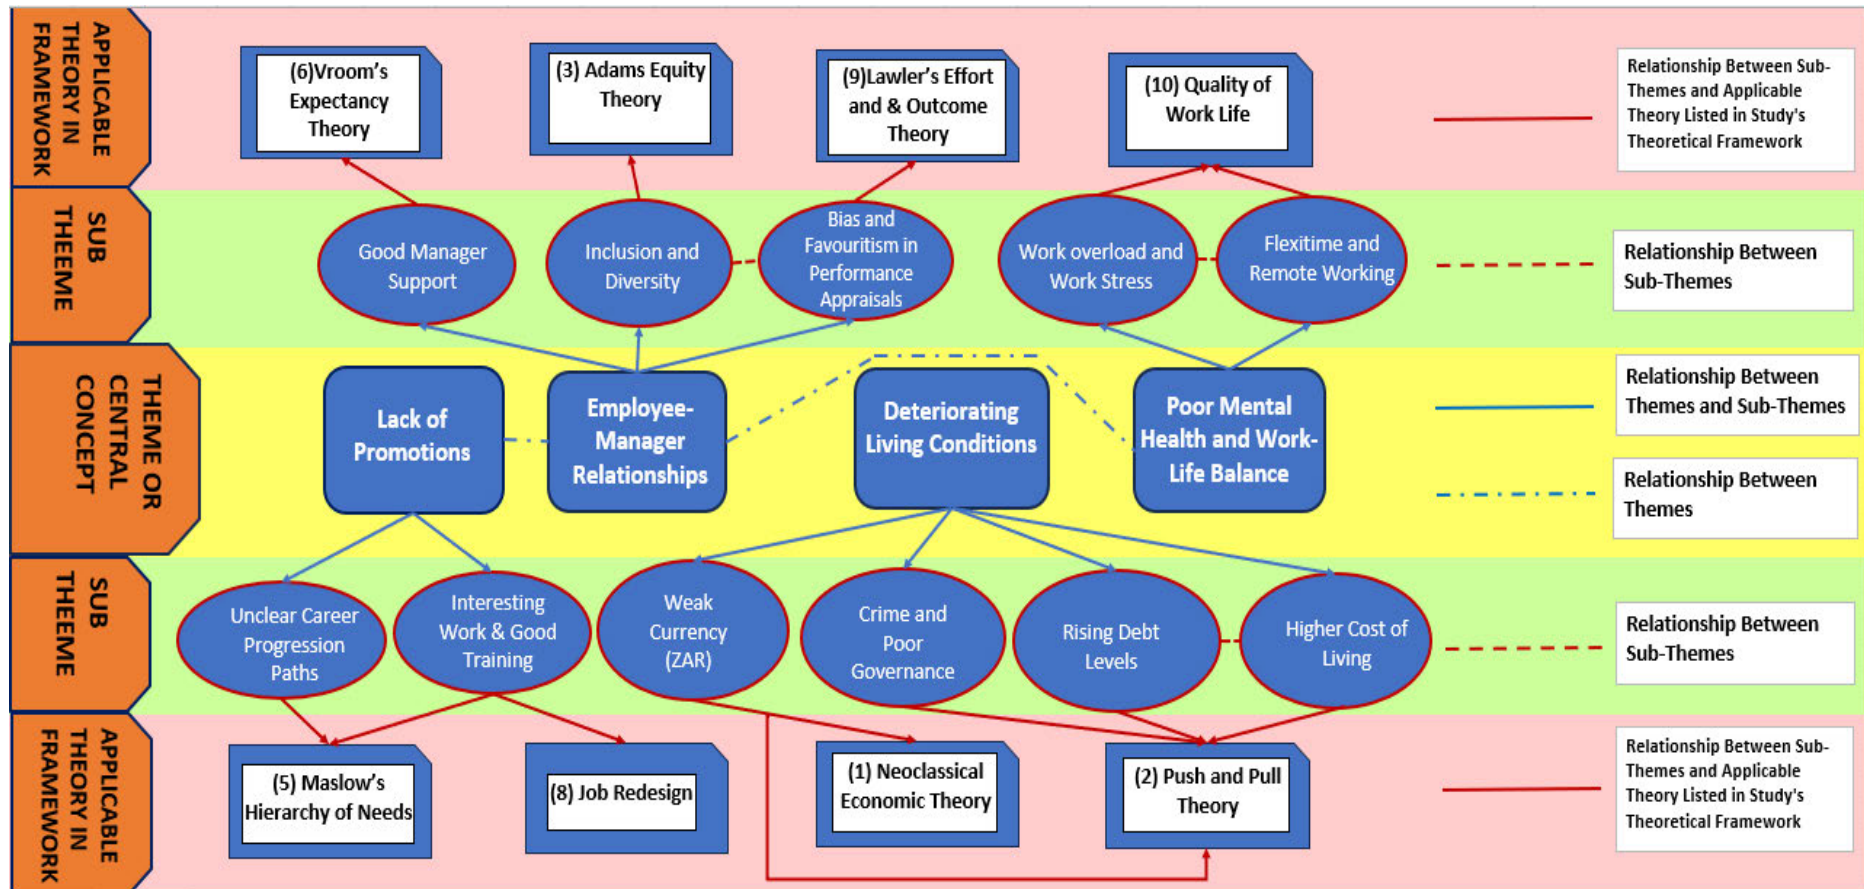 APPLICABLE
THEORY IN
FRAMEWORK
(6)Vroom's
Expectancy
Theory
(3) Adams Equity
Theory
(9)Lawler's Effort
and & Outcome
Theory
(10) Quality of
Work Life
Relationship Between Sub-
Themes and Applicable
Theory Listed in Study's
Theoretical Framework
SUB
THEEME
Good Manager
Support
Inclusion and
Diversity
Bias and
Favouritism in
Performance
Appraisals
Work overload and
Work Stress
Flexitime and
Remote Working
Relationship Between
Sub-Themes
THEME OR
CENTRAL
CONCEPT
Lack of
Promotions
Employee-
Manager
Relationships
Deteriorating
Living Conditions
Poor Mental
Health and Work-
Life Balance
Relationship Between
Themes and Sub-Themes
Relationship Between
Themes
SUB
THEEME
Unclear Career
Progression
Paths
Interesting
Work & Good
Training
Weak
Currency
(ZAR)
Crime and
Poor
Governance
Rising Debt
Levels
Higher Cost of
Living
Relationship Between
Sub-Themes
APPLICABLE
THEORY IN
FRAMEWORK
(5) Maslow's
Hierarchy of Needs
(8) Job Redesign
(1) Neoclassical
Economic Theory
(2) Push and Pull
Theory
Relationship Between Sub-
Themes and Applicable
Theory Listed in Study's
Theoretical Framework